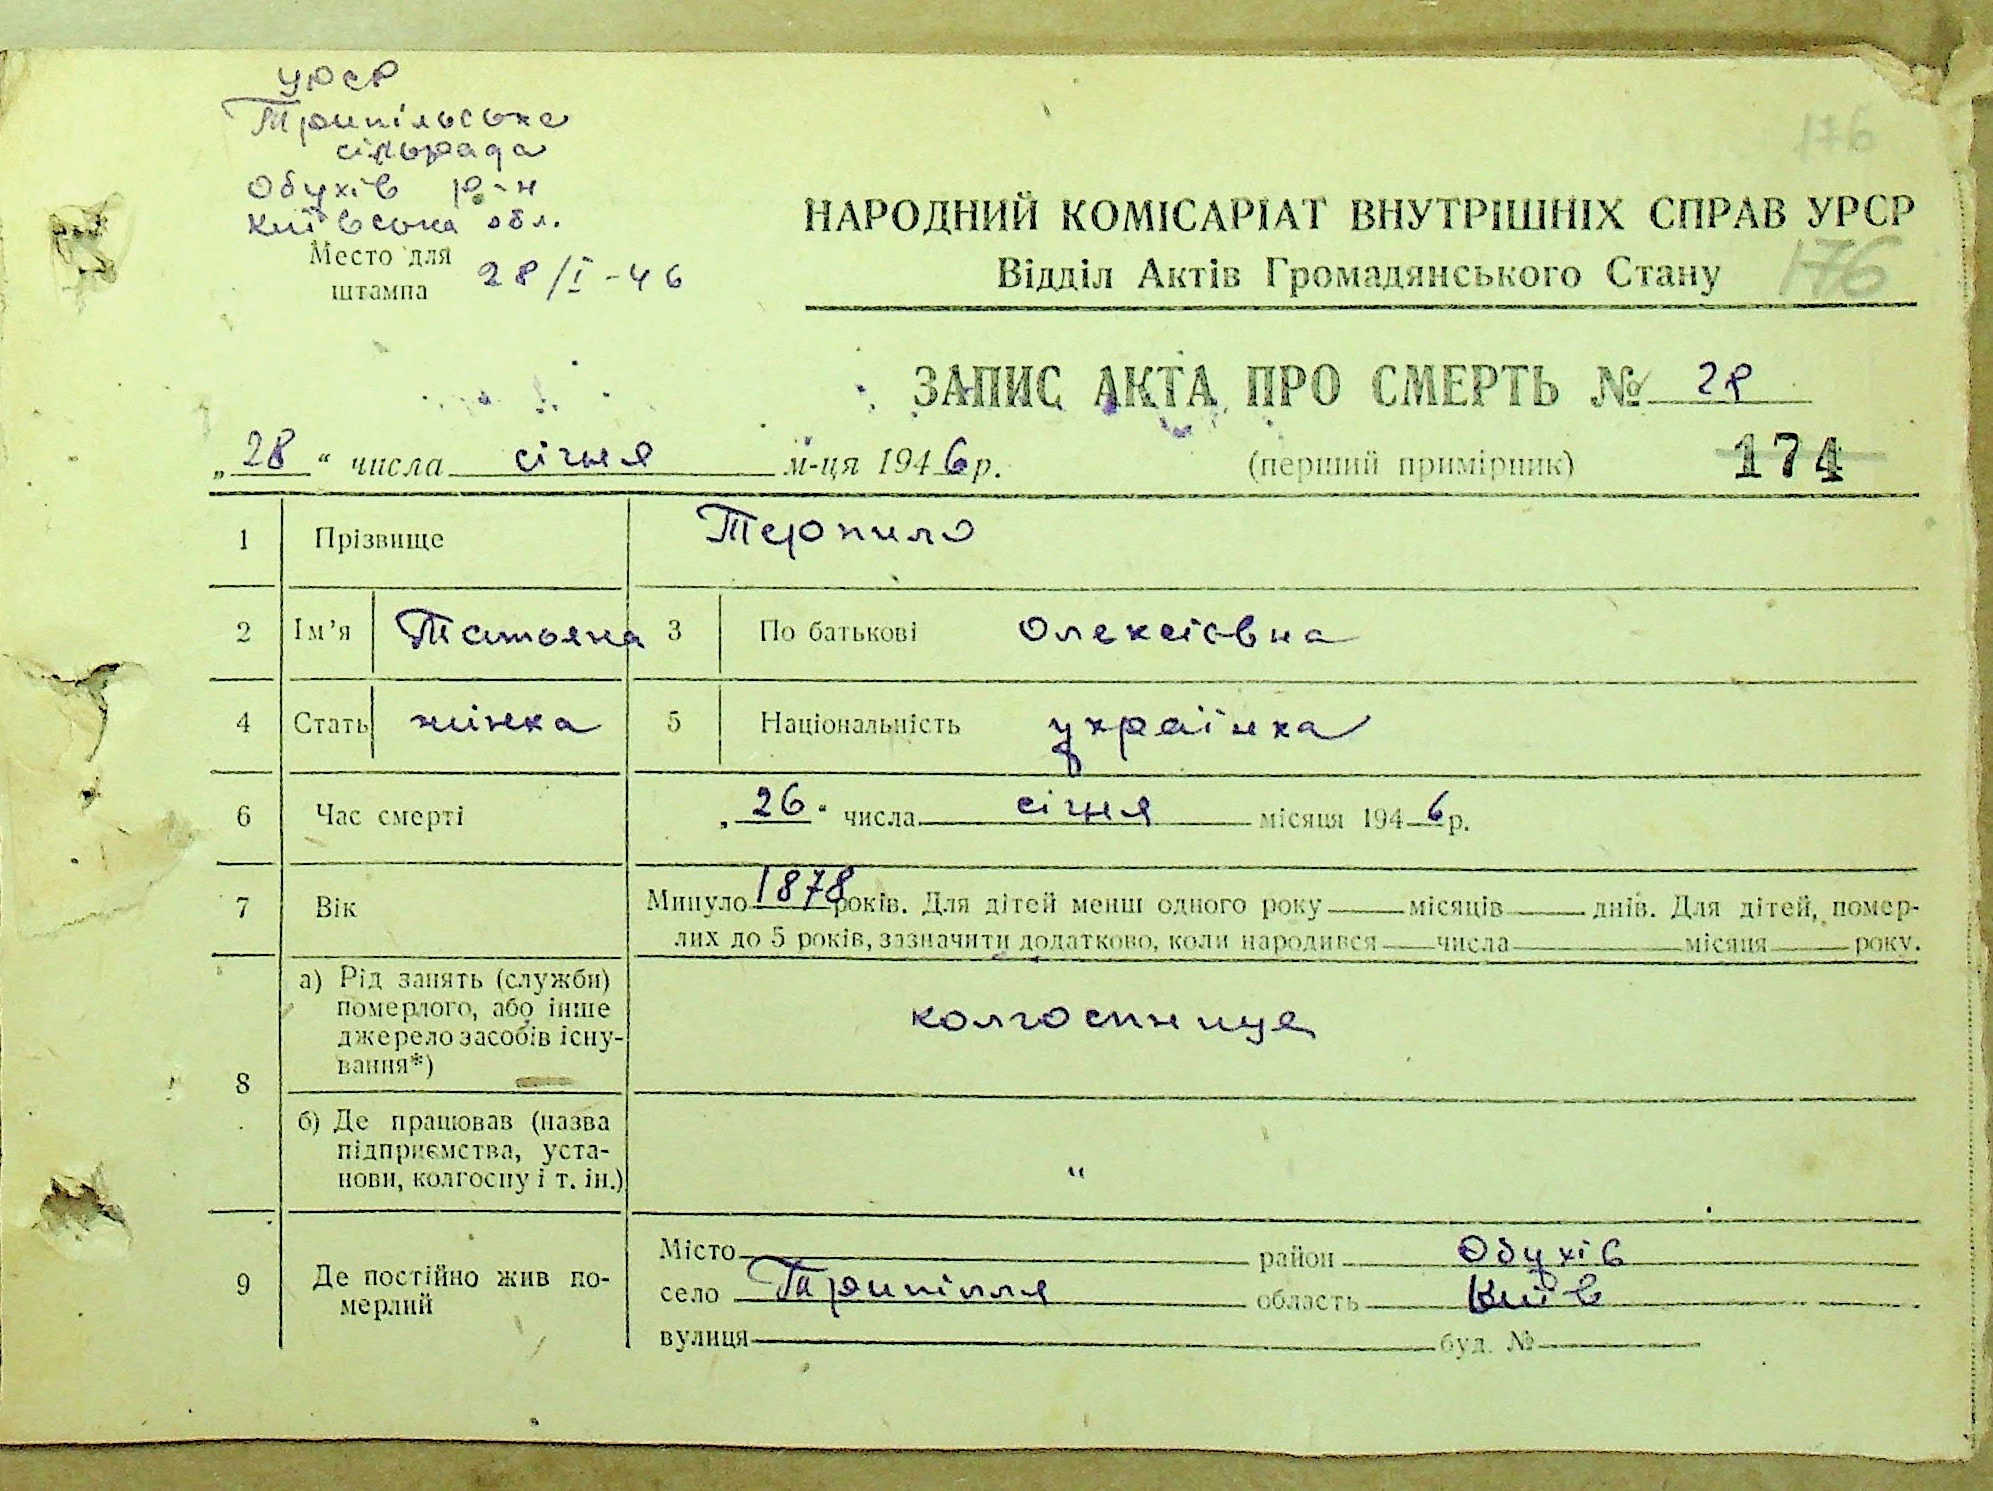 УРСР
Трипільська
сільрада
Обухів р-н
Київська обл.
Место для
штампа
28/I-46
176
НАРОДНИЙ КОМІСАРІАТ ВНУТРІШНІХ СПРАВ УРСР
Відділ Актів Громадянського Стану 176
ЗАПИС АКТА ПРО СМЕРТЬ № 28
„28“ числа січня м-ця 1946 р. (перший примірник) 174
1 Прізвище Терпило
2 Ім’я Татьяна 3 По батькові Олексієвна
4 Стать жінка 5 Національність українка
6 Час смерті „26“ числа січня місяця 1946 р.
7 Вік Минуло 1878 років. Для дітей менш одного року місяців днів. Для дітей, помер-
лих до 5 років, зазначити додатково, коли народився числа місяця року.
8 а) Рід занять (служби)
померлого, або інше
джерело засобів існу-
вання*)
колгоспниця
б) Де працював (назва
підприємства, уста-
нови, колгоспу і т. ін.)
"
9 Де постійно жив по-
мерлий
Місто район Обухів
село Трипілля область Київ
вулиця буд. №